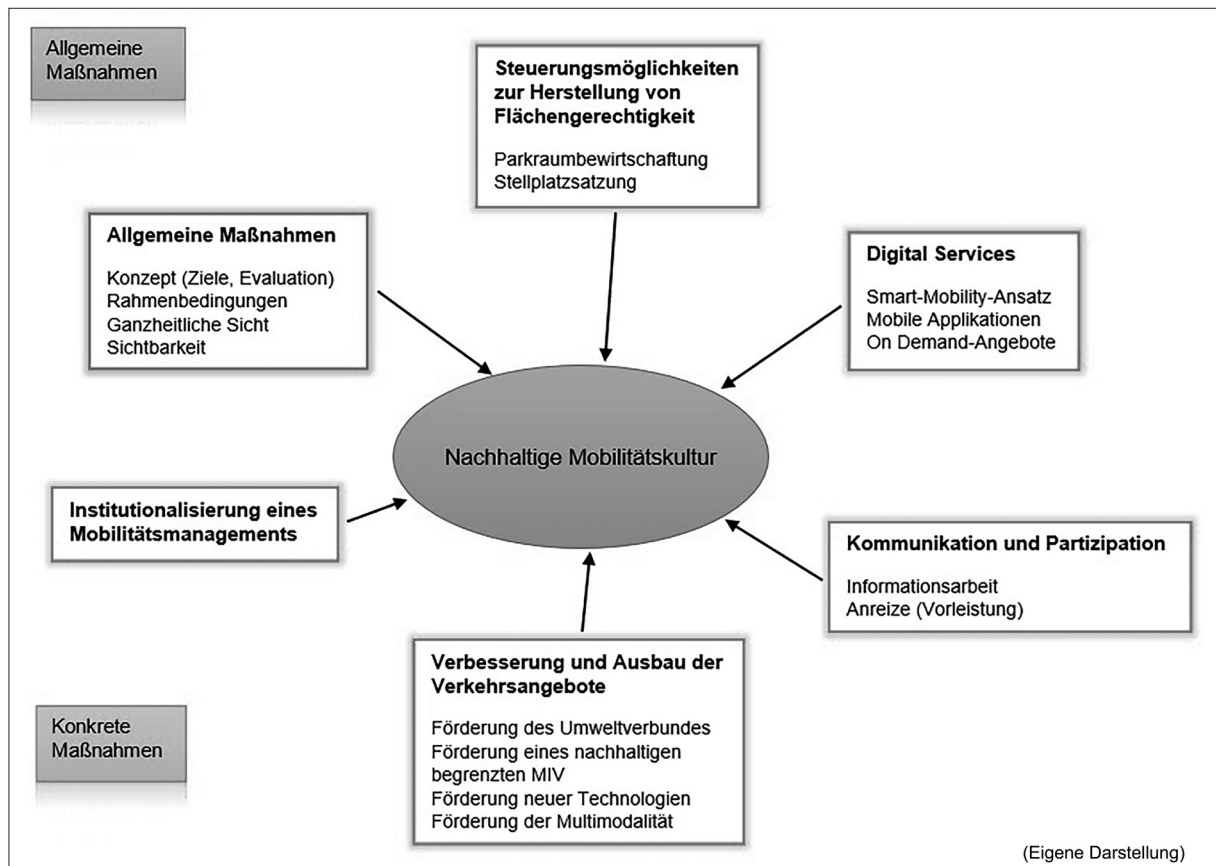 Allgemeine
Maßnahmen
Steuerungsmöglichkeiten
zur Herstellung von
Flächengerechtigkeit
Parkraumbewirtschaftung
Stellplatzsatzung
Allgemeine Maßnahmen
Konzept (Ziele, Evaluation)
Rahmenbedingungen
Ganzheitliche Sicht
Sichtbarkeit
Digital Services
Smart-Mobility-Ansatz
Mobile Applikationen
On Demand-Angebote
Nachhaltige Mobilitätskultur
Institutionalisierung eines
Mobilitätsmanagements
Kommunikation und Partizipation
Informationsarbeit
Anreize (Vorleistung)
Verbesserung und Ausbau der
Verkehrsangebote
Förderung des Umweltverbundes
Förderung eines nachhaltigen
begrenzten MIV
Förderung neuer Technologien
Förderung der Multimodalität
Konkrete
Maßnahmen
(Eigene Darstellung)